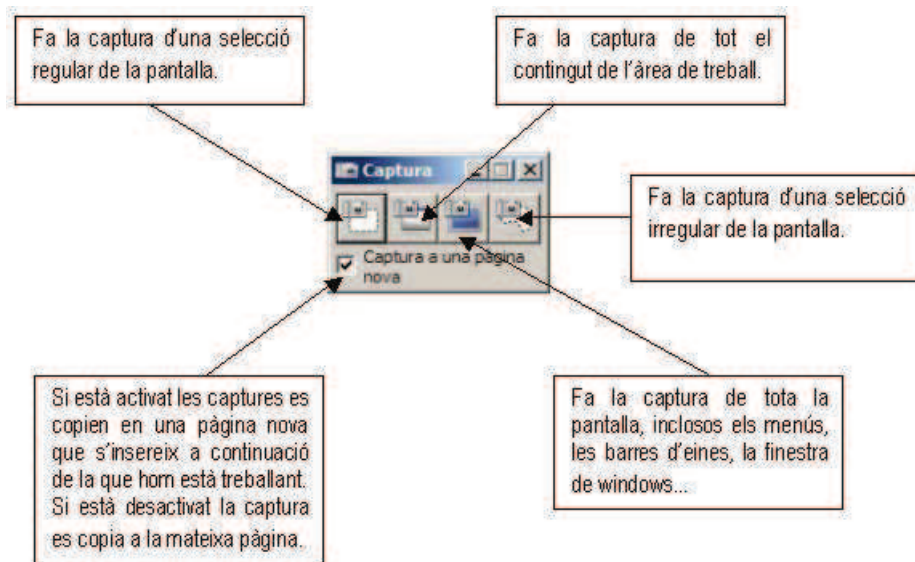 Fa la captura d'una selecció
regular de la pantalla.
Fa la captura de tot el
contingut de l'àrea de treball.
Captura
Captura a una pàgina
nova
Fa la captura d'una selecció
irregular de la pantalla.
Si està activat les captures es
copien en una pàgina nova
que s'insereix a continuació
de la que hom està treballant.
Si està desactivat la captura
es copia a la mateixa pàgina.
Fa la captura de tota la
pantalla, inclosos els menús,
les barres d'eines, la finestra
de windows...